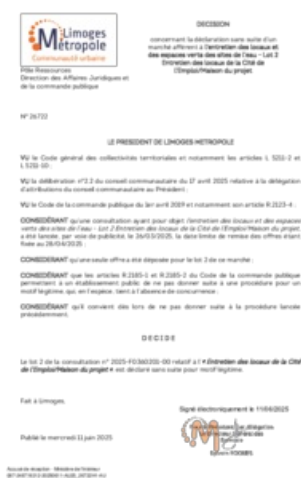 Limoges
Métropole
Communauté urbaine
Pôle Ressources
Direction des Affaires Juridiques et
de la commande publique
DECISION
concernant la déclaration sans suite d'un
marché afférent à l'entretien des locaux et
des espaces verts des sites de l'eau – Lot 2
Entretien des locaux de la Cité de
l'Emploi/Maison du projet
N° 26722
LE PRESIDENT DE LIMOGES METROPOLE
VU le Code général des collectivités territoriales et notamment les articles L 5211-2 et
L 5211-10 ;
VU la délibération n°2.2 du conseil communautaire du 17 avril 2025 relative à la délégation
d'attributions du conseil communautaire au Président ;
VU le Code de la commande publique du 1er avril 2019 et notamment son article R.2123-4 ;
CONSIDÉRANT qu'une consultation ayant pour objet l'entretien des locaux et des espaces
verts des sites de l'eau - Lot 2 Entretien des locaux de la Cité de l'Emploi/Maison du projet
a été lancée, par voie de publicité, le 26/03/2025, la date limite de remise des offres étant
fixée au 28/04/2025 ;
CONSIDÉRANT qu'une seule offre a été déposée pour le lot 2 de ce marché ;
CONSIDÉRANT que les articles R.2185-1 et R.2185-2 du Code de la commande publique
permettent à un établissement public de ne pas donner suite à une procédure pour un
motif légitime, qui, en l'espèce, tient à l'absence de concurrence ;
CONSIDÉRANT qu'il convient dès lors de ne pas donner suite à la procédure lancée
précédemment.
DECIDE
Le lot 2 de la consultation n° relatif à l'« Entretien des locaux de la Cité
de l'Emploi/Maison du projet » est déclaré sans suite pour motif légitime.
Fait à Limoges,
Signé électroniquement le 11/06/2025
Publié le mercredi 11 juin 2025
Accusé de réception - Ministère de l'Intérieur